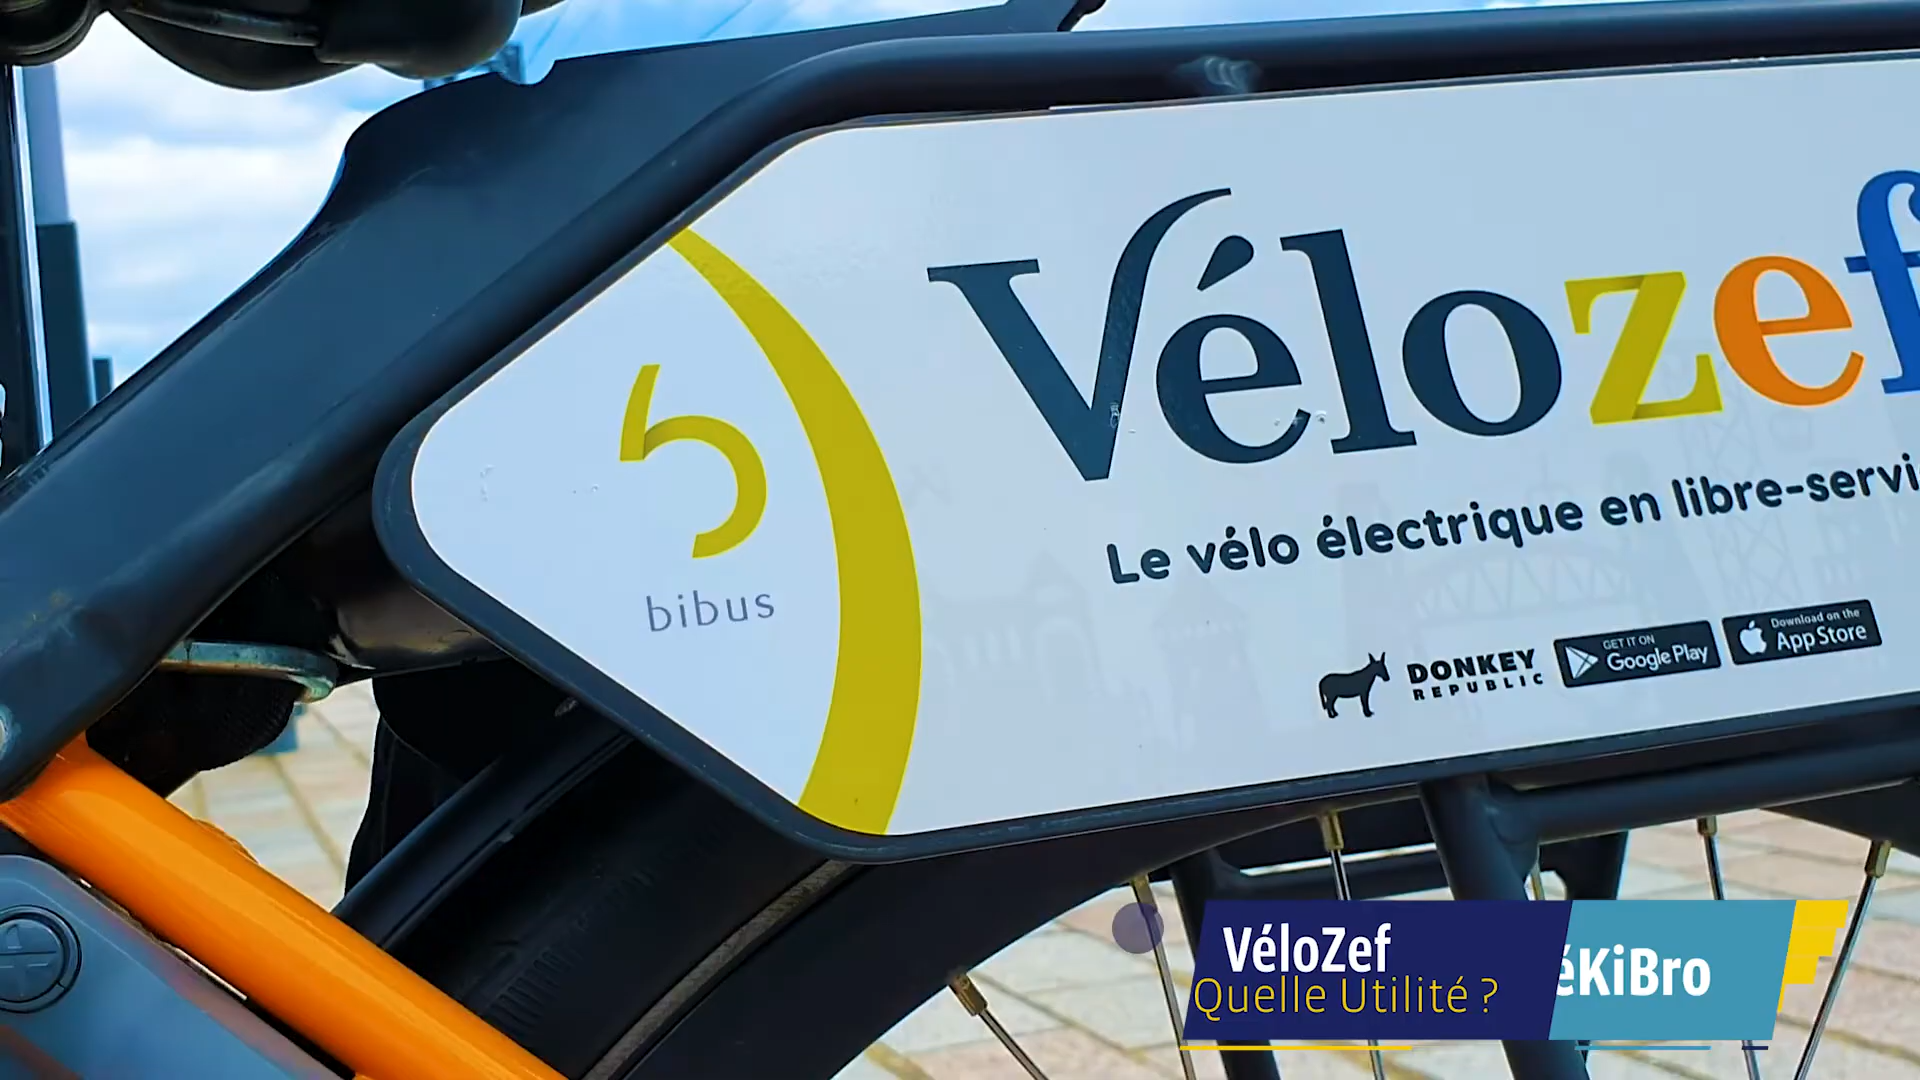 Vélozef
Le vélo électrique en libre-servi
bibus
DONKEY
REPUBLIC
GET IT ON
Google Play
Download on the
App Store
VéloZef
Quelle Utilité ?
éKiBro